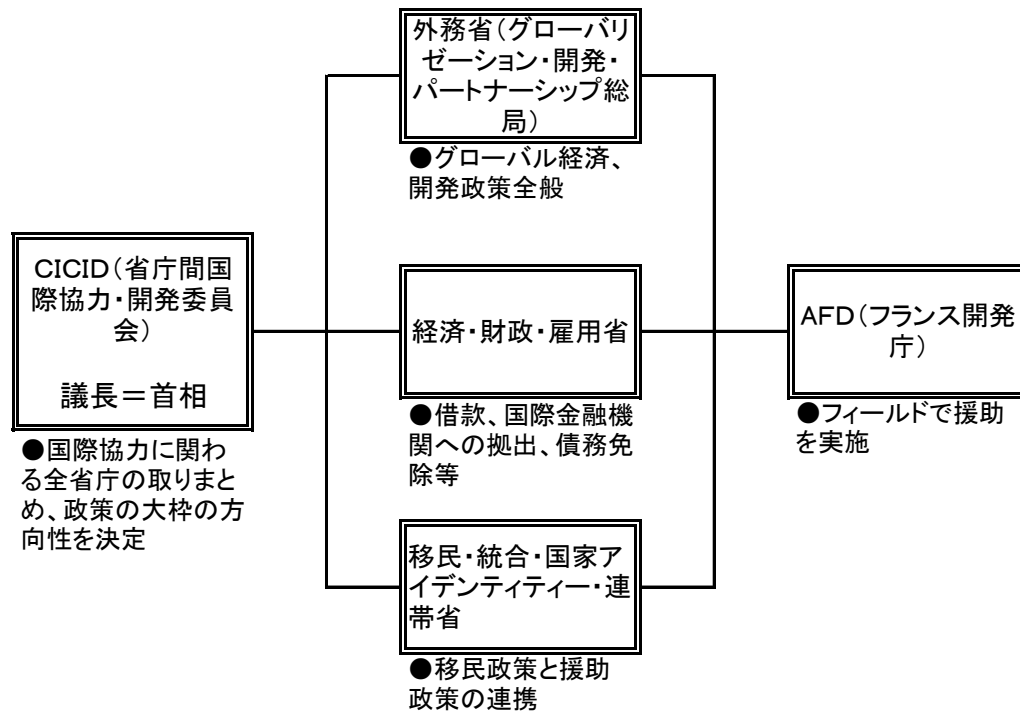 外務省(グローバリ
ゼーション・開発・
パートナーシップ総
局)
●グローバル経済、
開発政策全般
CICID(省庁間国
際協力・開発委員
会)
議長=首相
●国際協力に関わ
る全省庁の取りまと
め、政策の大枠の方
向性を決定
経済・財政・雇用省
●借款、国際金融機
関への拠出、債務免
除等
移民・統合・国家ア
イデンティティー・連
帯省
●移民政策と援助
政策の連携
AFD(フランス開発
庁)
●フィールドで援助
を実施